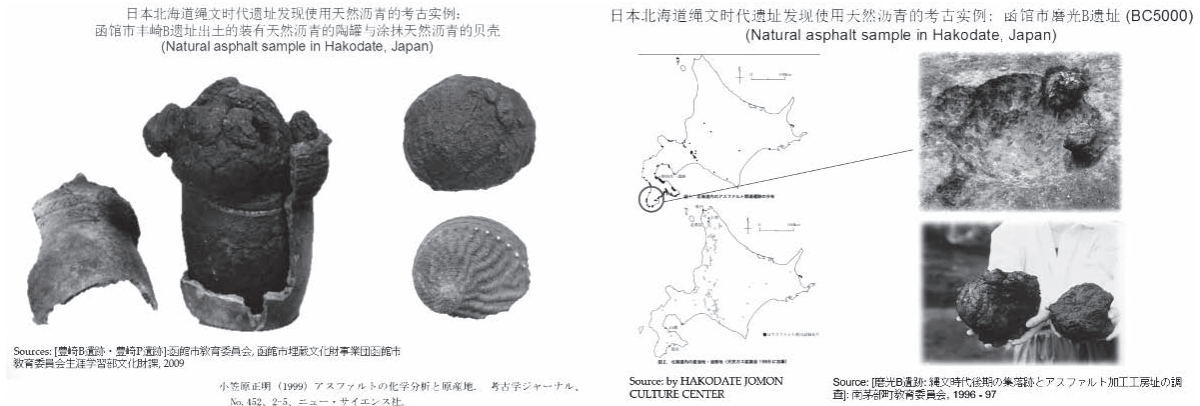 日本北海道绳文时代遗址发现使用天然沥青的考古实例：
函馆市丰崎B遗址出土的装有天然沥青的陶罐与涂抹天然沥青的贝壳
(Natural asphalt sample in Hakodate, Japan)
Sources: [豊崎B遺跡・豊崎P遺跡]:函館市敎育委員会, 函館市埋蔵文化財事業団函館市
敎育委員会生涯学習部文化財課, 2009
小笠原正明 (1999) アスファルトの化学分析と原産地． 考古学ジャーナル，
No. 452、2-5、ニュー・サイエンス社．
日本北海道绳文时代遗址发现使用天然沥青的考古实例：函馆市磨光B遗址 (BC5000)
(Natural asphalt sample in Hakodate, Japan)
Source: by HAKODATE JOMON
CULTURE CENTER
Source: [磨光B遺跡: 縄文時代後期の集落跡とアスファルト加工工房址の調
査]: 南茅部町敎育委員会, 1996 - 97